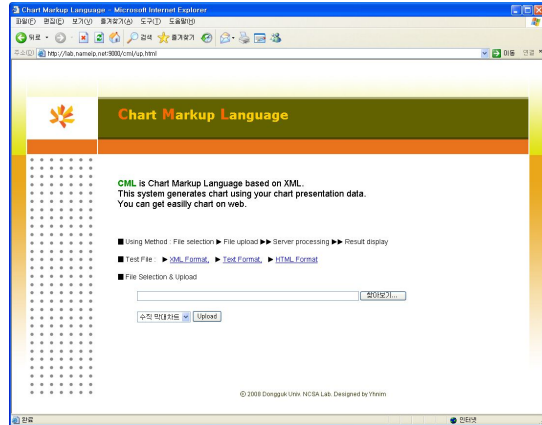 Chart Markup Language - Microsoft Internet Explorer
파일(F) 편집(E) 보기(V) 즐겨찾기(A) 도구(T) 도움말(H)
뒤로 검색 즐겨찾기
주소(D) http://lab.nameip.net:9000/cml/up.html 이동 연결
Chart Markup Language
CML is Chart Markup Language based on XML.
This system generates chart using your chart presentation data.
You can get easilly chart on web.
■ Using Method : File selection ▶ File upload ▶▶ Server processing ▶▶ Result display
■ Test File : ▶ XML Format, ▶ Text Format, ▶ HTML Format
■ File Selection & Upload
찾아보기...
수직 막대챠트 Upload
ⓒ 2008 Dongguk Univ. NCSA Lab. Designed by Yhnim
완료 인터넷